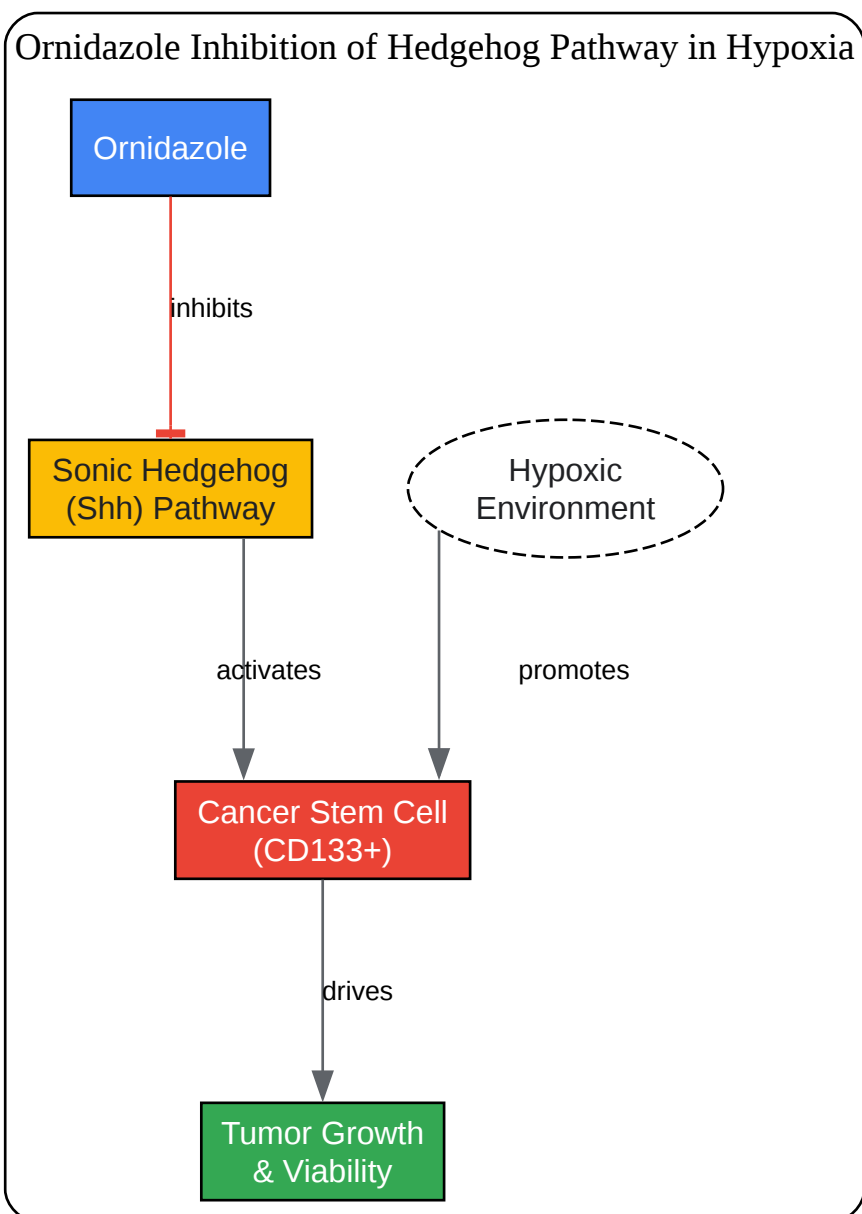 Ornidazole Inhibition of Hedgehog Pathway in Hypoxia
Ornidazole
inhibits
Sonic Hedgehog
(Shh) Pathway
Hypoxic
Environment
activates
promotes
Cancer Stem Cell
(CD133+)
drives
Tumor Growth
& Viability